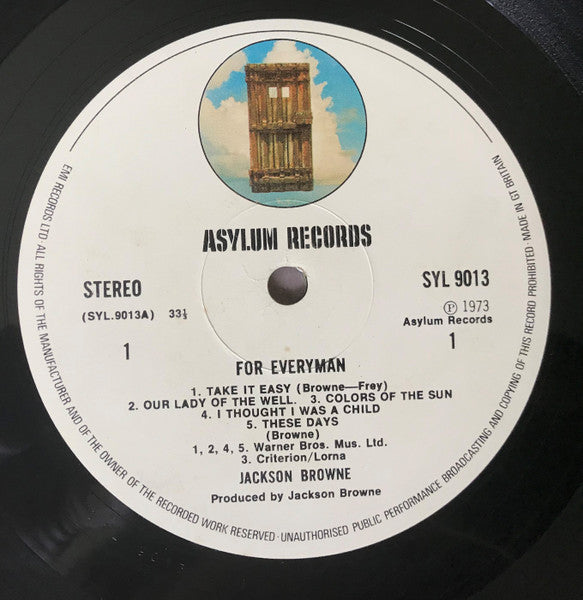 ASYLUM RECORDS
STEREO
SYL 9013
(SYL.9013A) 33⅓
Ⓟ 1973
Asylum Records
1
1
FOR EVERYMAN
1. TAKE IT EASY (Browne—Frey)
2. OUR LADY OF THE WELL. 3. COLORS OF THE SUN
4. I THOUGHT I WAS A CHILD
5. THESE DAYS
(Browne)
1, 2, 4, 5. Warner Bros. Mus. Ltd.
3. Criterion/Lorna
JACKSON BROWNE
Produced by Jackson Browne
EMI RECORDS LTD · ALL RIGHTS OF THE MANUFACTURER AND OF THE OWNER OF THE RECORDED WORK RESERVED · UNAUTHORISED PUBLIC PERFORMANCE BROADCASTING AND COPYING OF THIS RECORD PROHIBITED · MADE IN GT BRITAIN